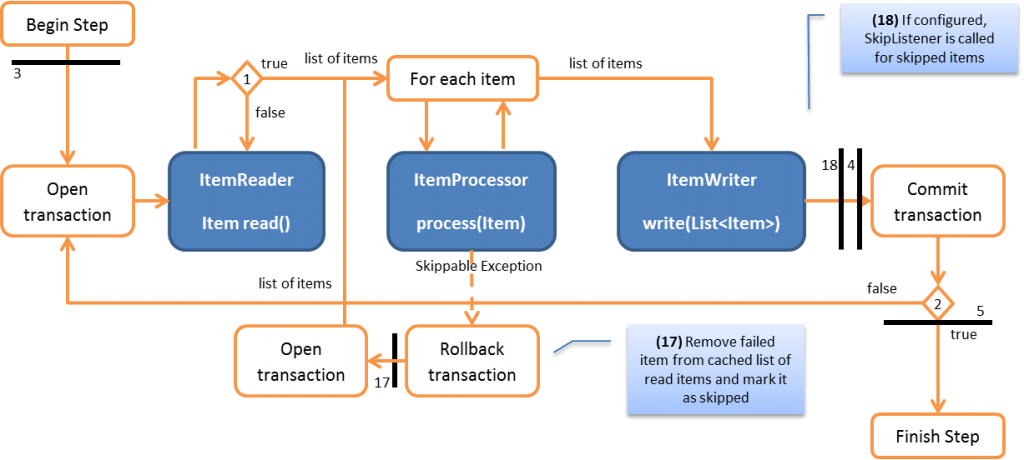 Begin Step
3
Open
transaction
ItemReader
Item read()
1
true
false
list of items
For each item
list of items
ItemProcessor
process(Item)
Skippable Exception
ItemWriter
write(List<Item>)
(18) If configured,
SkipListener is called
for skipped items
18
4
Commit
transaction
false
2
5
true
list of items
Open
transaction
17
Rollback
transaction
(17) Remove failed
item from cached list of
read items and mark it
as skipped
Finish Step